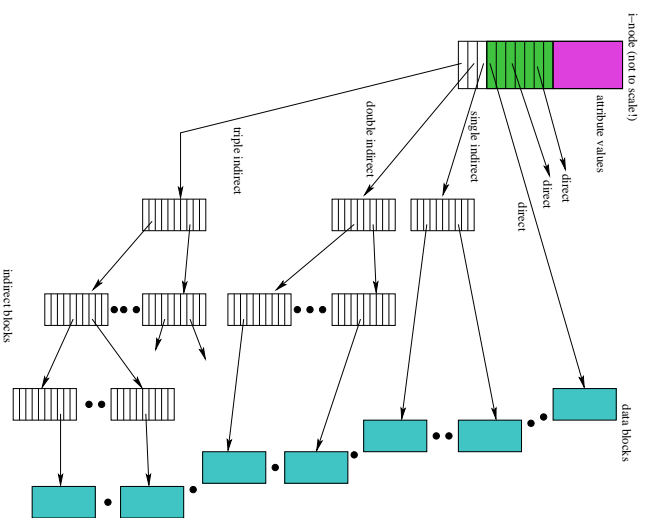 i-node (not to scale!)
attribute values
direct
direct
direct
single indirect
double indirect
triple indirect
data blocks
indirect blocks